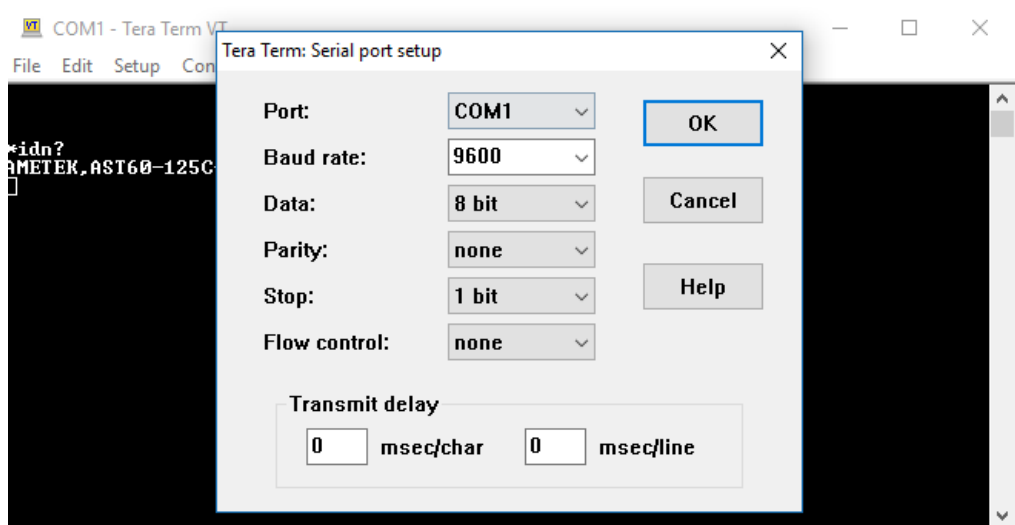 COM1 - Tera Term VT
File Edit Setup Con
*idn?
AMETEK,AST60-125C
Tera Term: Serial port setup
Port: COM1
OK
Baud rate: 9600
Data: 8 bit
Cancel
Parity: none
Stop: 1 bit
Help
Flow control: none
Transmit delay
0 msec/char 0 msec/line